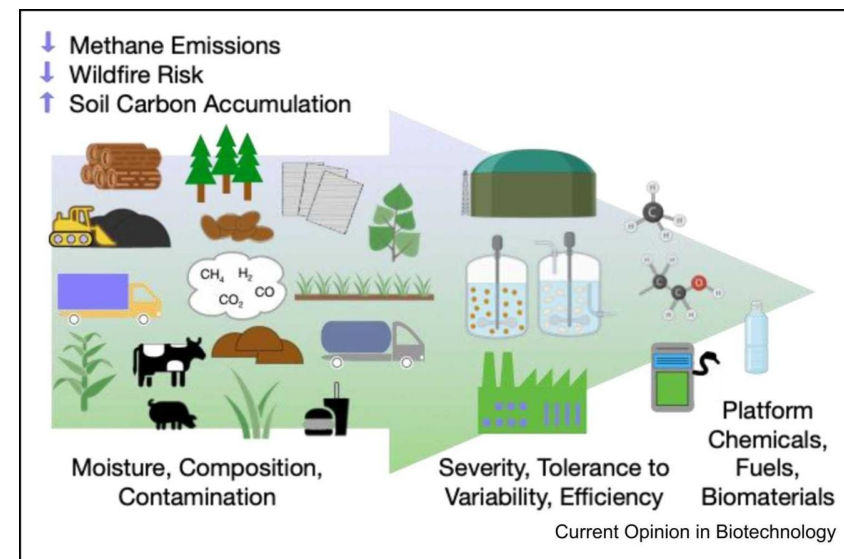 ↓ Methane Emissions
↓ Wildfire Risk
↑ Soil Carbon Accumulation
CH₄ H₂
CO₂ CO
H
H C H
H
H H
C O H
C
H H
Moisture, Composition,
Contamination
Severity, Tolerance to
Variability, Efficiency
Platform
Chemicals,
Fuels,
Biomaterials
Current Opinion in Biotechnology